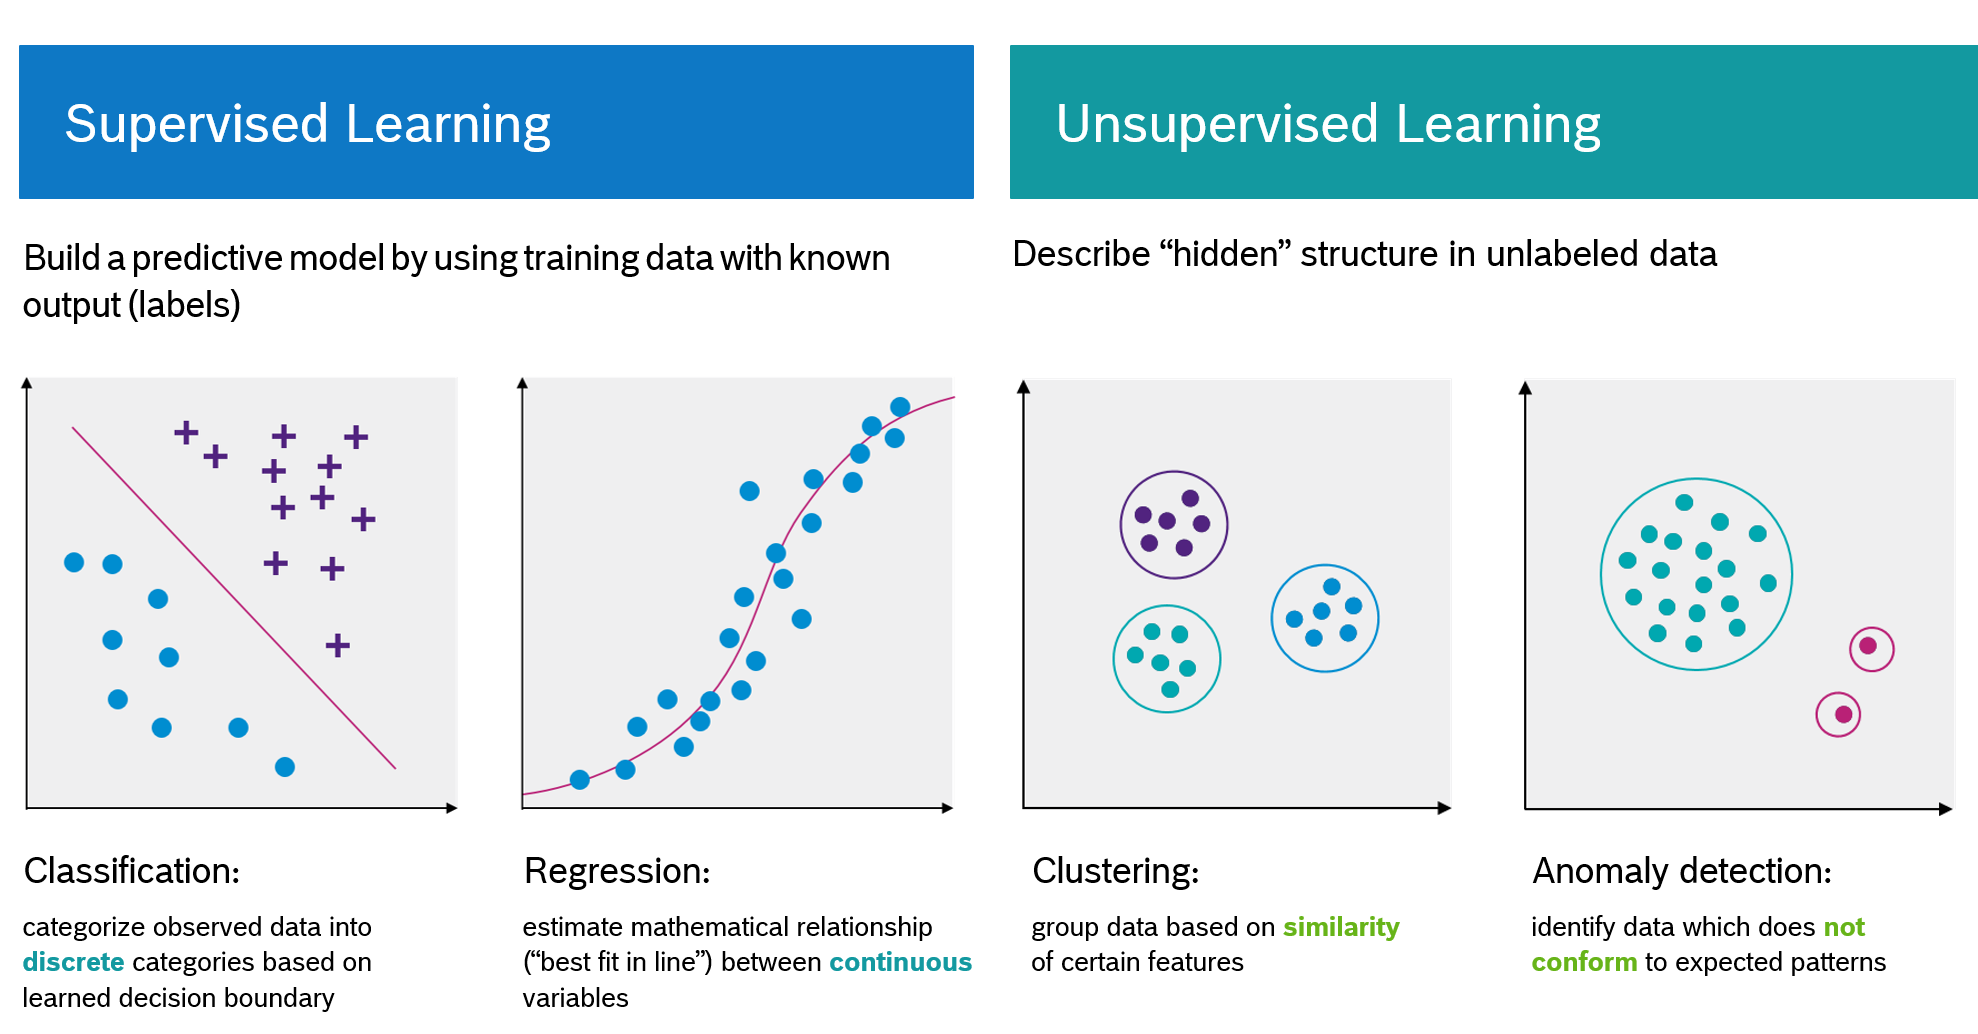 Supervised Learning
Build a predictive model by using training data with known
output (labels)
Classification:
categorize observed data into
discrete categories based on
learned decision boundary
Regression:
estimate mathematical relationship
(“best fit in line”) between continuous
variables
Unsupervised Learning
Describe “hidden” structure in unlabeled data
Clustering:
group data based on similarity
of certain features
Anomaly detection:
identify data which does not
conform to expected patterns